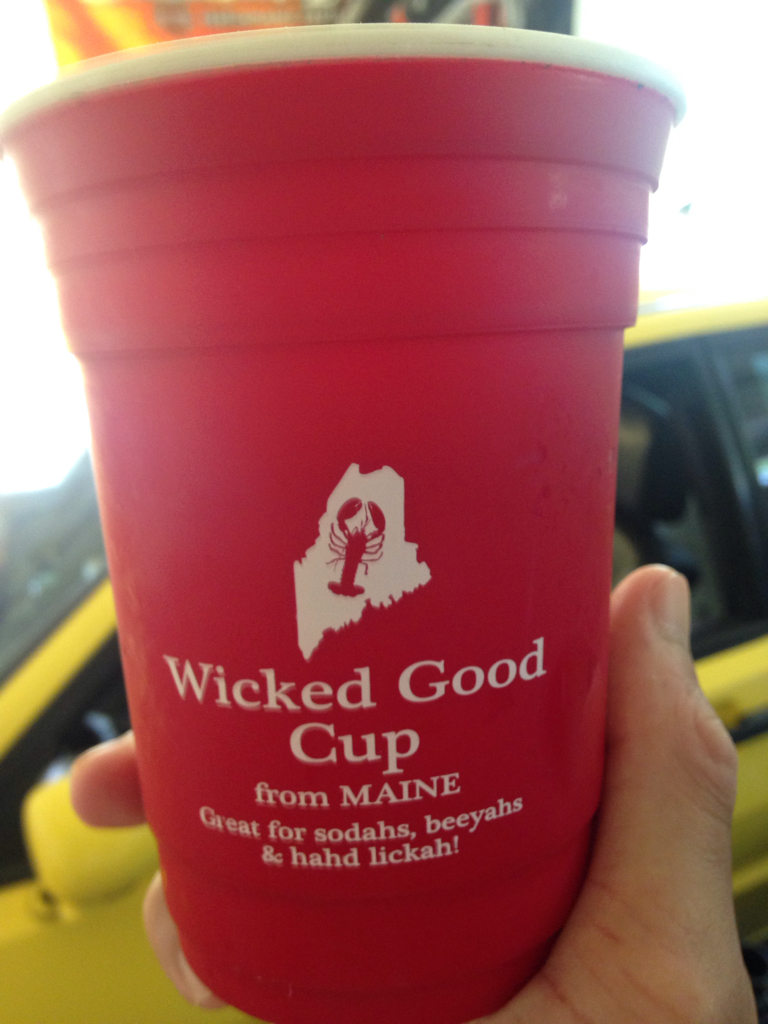 Wicked Good
Cup
from MAINE
Great for sodahs, beeyahs
& hahd lickah!